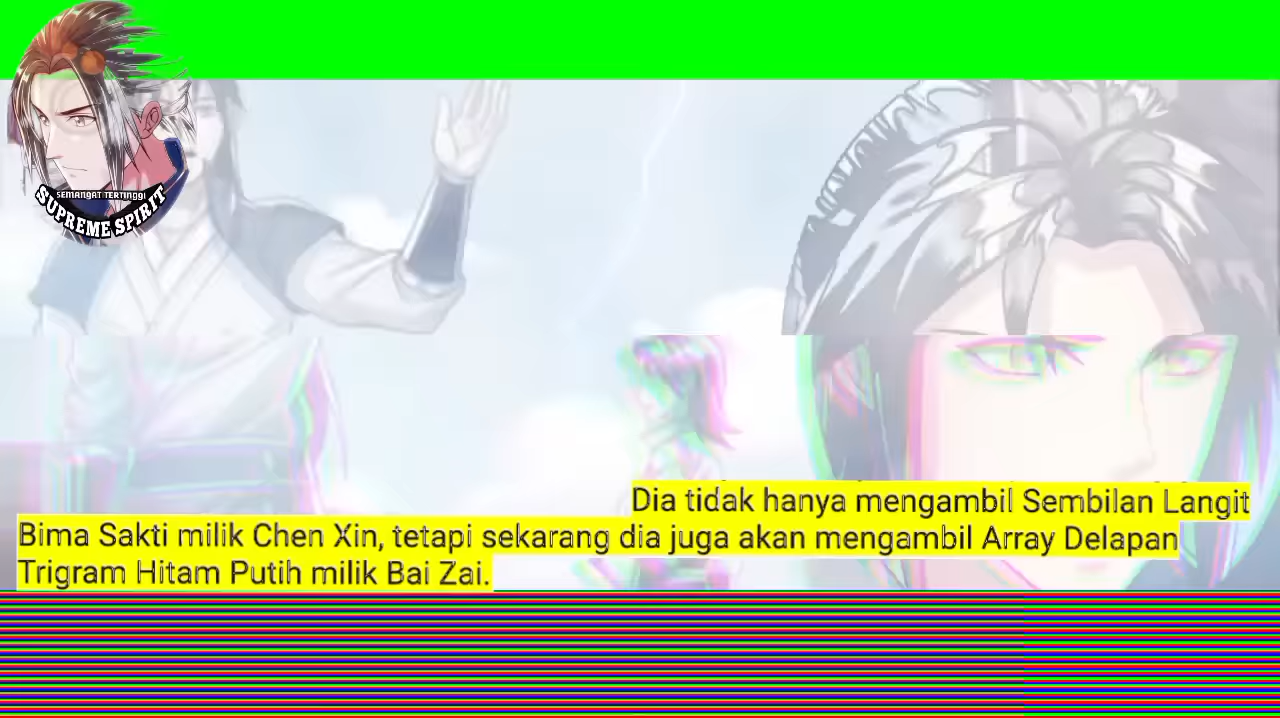 SEMANGAT TERTINGGI
SUPREME SPIRIT
Dia tidak hanya mengambil Sembilan Langit
Bima Sakti milik Chen Xin, tetapi sekarang dia juga akan mengambil Array Delapan
Trigram Hitam Putih milik Bai Zai.